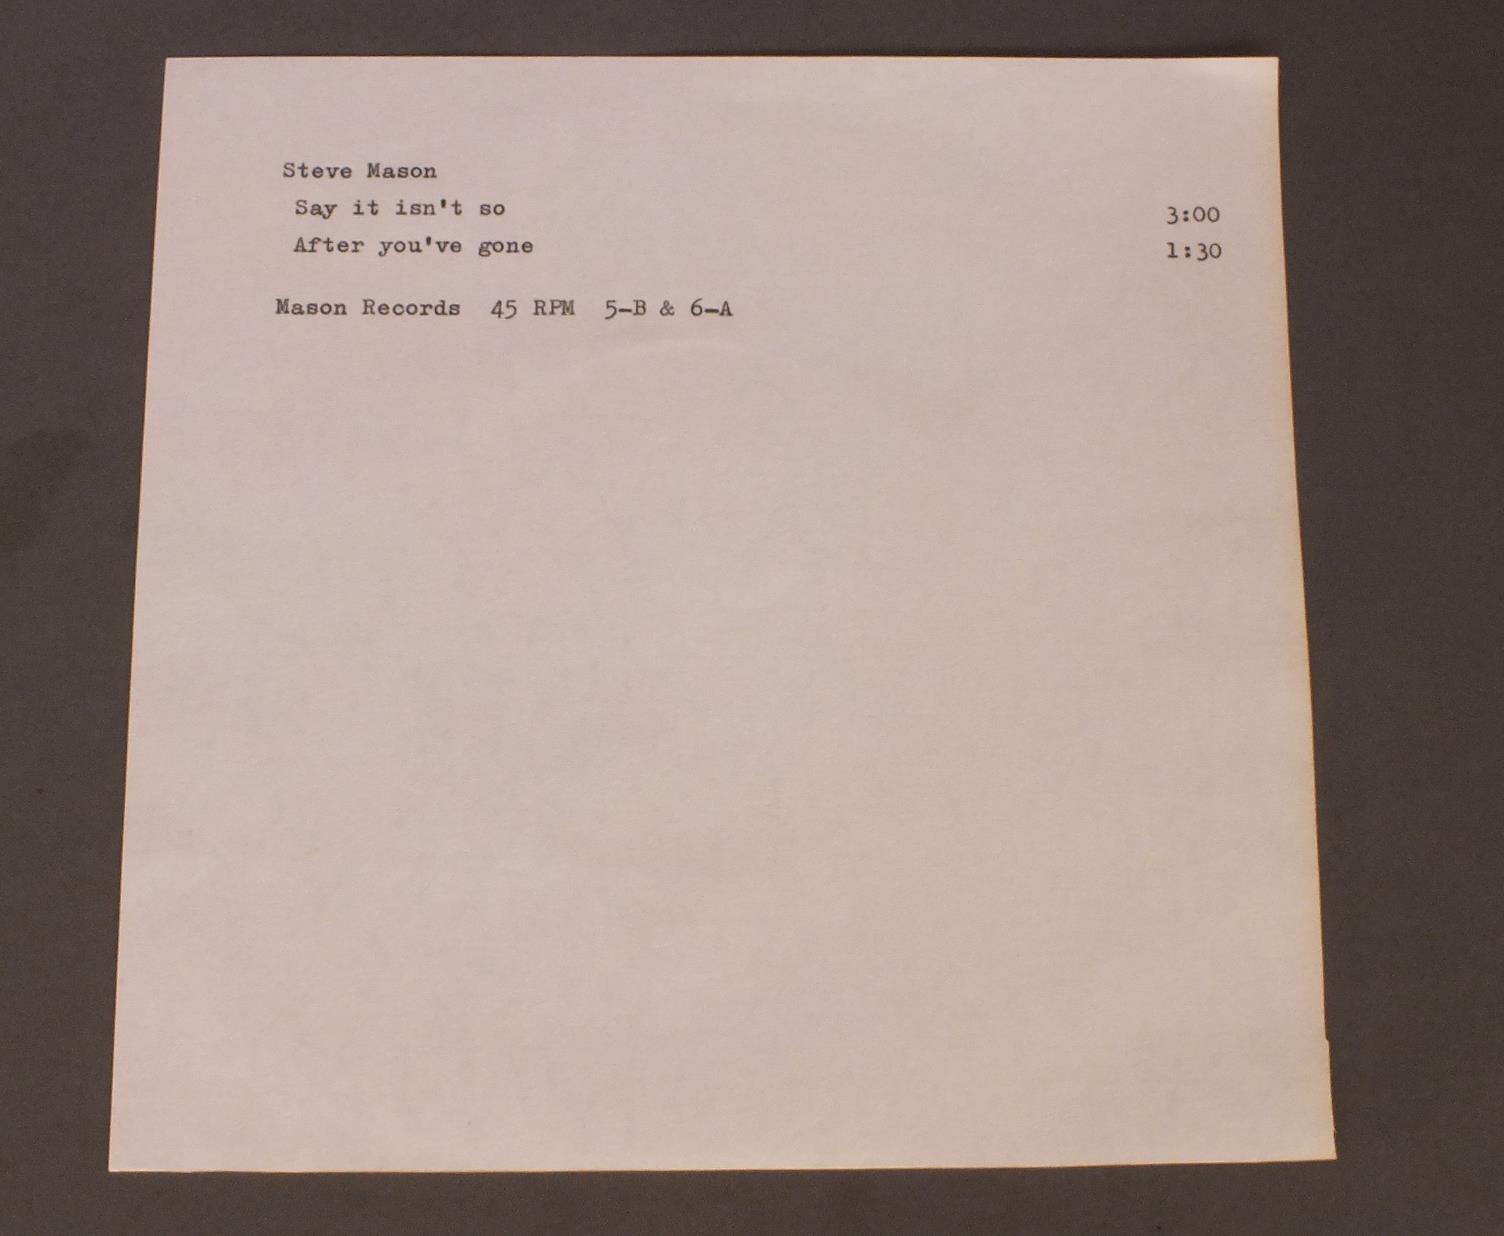 Steve Mason
Say it isn't so 3:00
After you've gone 1:30
Mason Records 45 RPM 5-B & 6-A